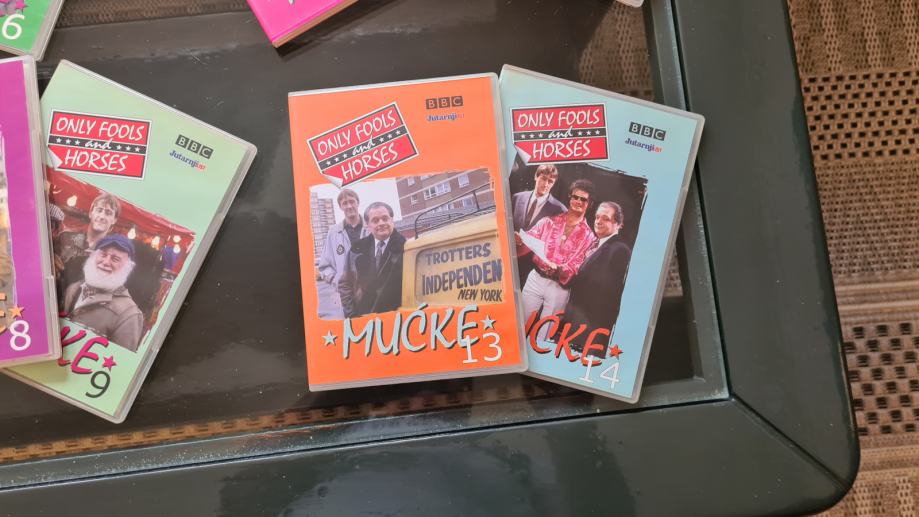 6
8
ONLY FOOLS
and
HORSES
BBC
Jutarnji
9
ONLY FOOLS
and
HORSES
BBC
Jutarnji
TROTTERS
INDEPENDEN
NEW YORK
MUĆKE
13
ONLY FOOLS
and
HORSES
BBC
Jutarnji
14